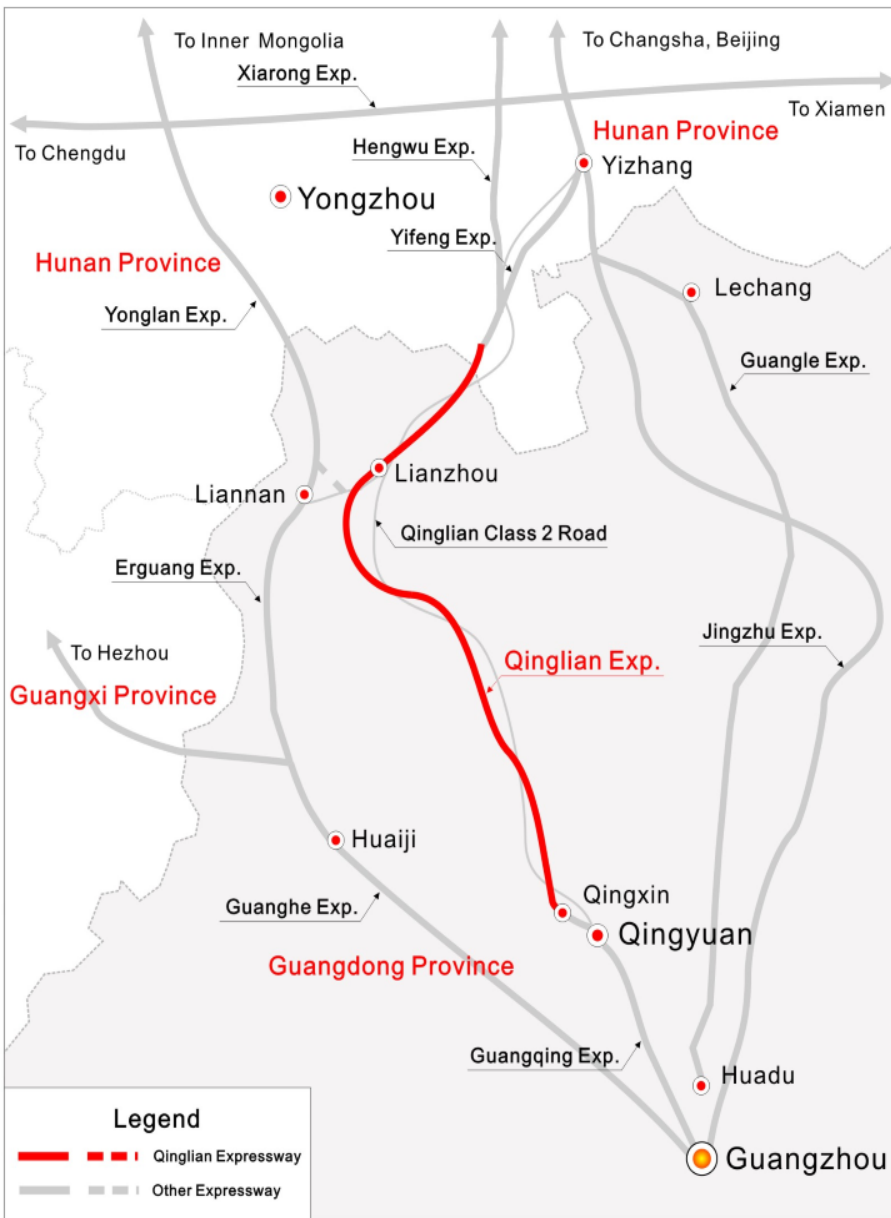 To Inner Mongolia
To Changsha, Beijing
Xiarong Exp.
To Xiamen
To Chengdu
Hengwu Exp.
Hunan Province
Yizhang
Yongzhou
Yifeng Exp.
Hunan Province
Lechang
Yonglan Exp.
Guangle Exp.
Lianzhou
Liannan
Qinglian Class 2 Road
Erguang Exp.
Jingzhu Exp.
To Hezhou
Qinglian Exp.
Guangxi Province
Huaiji
Qingxin
Guanghe Exp.
Qingyuan
Guangdong Province
Guangqing Exp.
Huadu
Legend
Qinglian Expressway
Guangzhou
Other Expressway